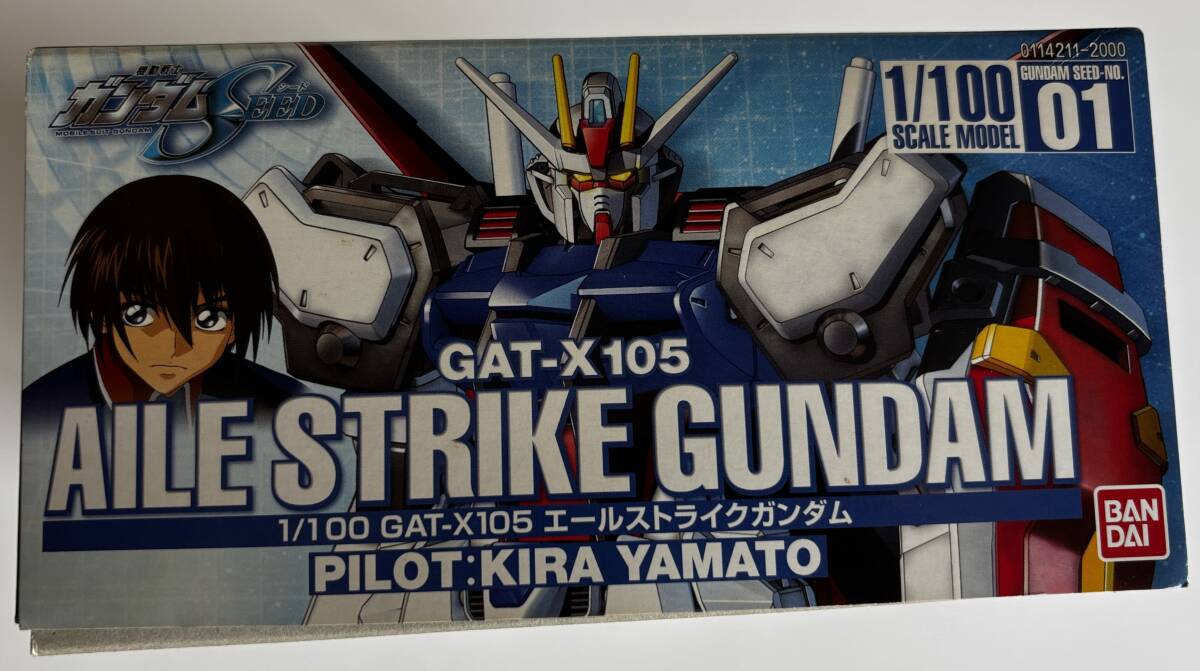 機動戦士
ガンダムSEED
シード
MOBILE SUIT GUNDAM
0114211-2000
1/100
SCALE MODEL
GUNDAM SEED-NO.
01
GAT-X105
AILE STRIKE GUNDAM
1/100 GAT-X105 エールストライクガンダム
PILOT:KIRA YAMATO
BAN
DAI